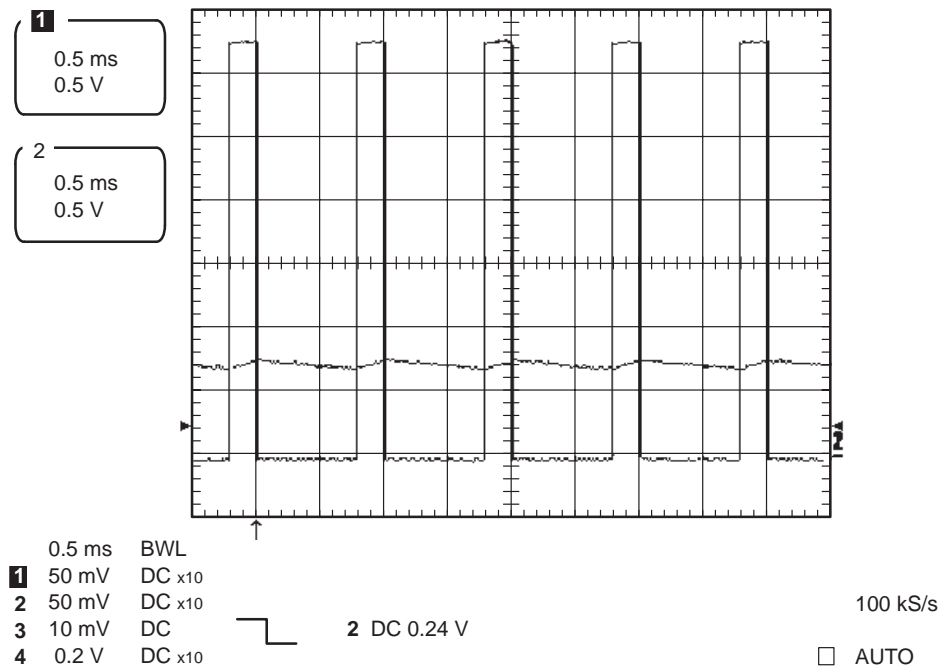 1
0.5 ms
0.5 V
2
0.5 ms
0.5 V
0.5 ms BWL
1 50 mV DC x10
2 50 mV DC x10
3 10 mV DC
4 0.2 V DC x10
2 DC 0.24 V
100 kS/s
AUTO